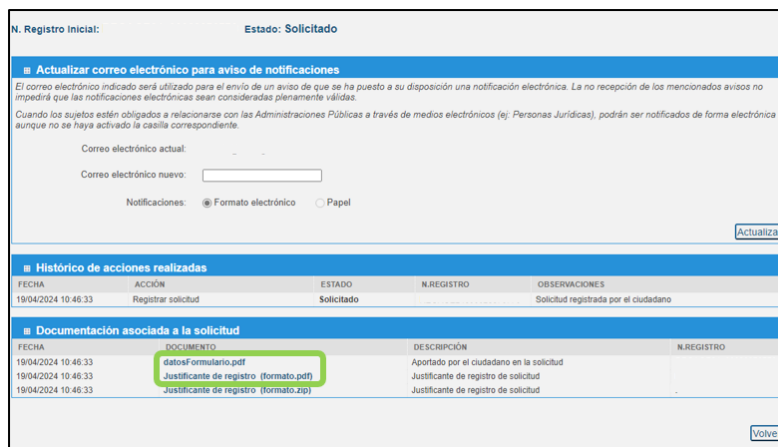 N. Registro Inicial: Estado: Solicitado
Actualizar correo electrónico para aviso de notificaciones
El correo electrónico indicado será utilizado para el envío de un aviso de que se ha puesto a su disposición una notificación electrónica. La no recepción de los mencionados avisos no
impedirá que las notificaciones electrónicas sean consideradas plenamente válidas.
Cuando los sujetos estén obligados a relacionarse con las Administraciones Públicas a través de medios electrónicos (ej: Personas Jurídicas), podrán ser notificados de forma electrónica
aunque no se haya activado la casilla correspondiente.
Correo electrónico actual:
Correo electrónico nuevo:
Notificaciones: Formato electrónico Papel
Actualiza
Histórico de acciones realizadas
FECHA ACCIÓN ESTADO N.REGISTRO OBSERVACIONES
19/04/2024 10:46:33 Registrar solicitud Solicitado Solicitud registrada por el ciudadano
Documentación asociada a la solicitud
FECHA DOCUMENTO DESCRIPCIÓN N.REGISTRO
19/04/2024 10:46:33 datosFormulario.pdf Aportado por el ciudadano en la solicitud
19/04/2024 10:46:33 Justificante de registro (formato.pdf) Justificante de registro de solicitud
19/04/2024 10:46:33 Justificante de registro (formato.zip) Justificante de registro de solicitud
Volve